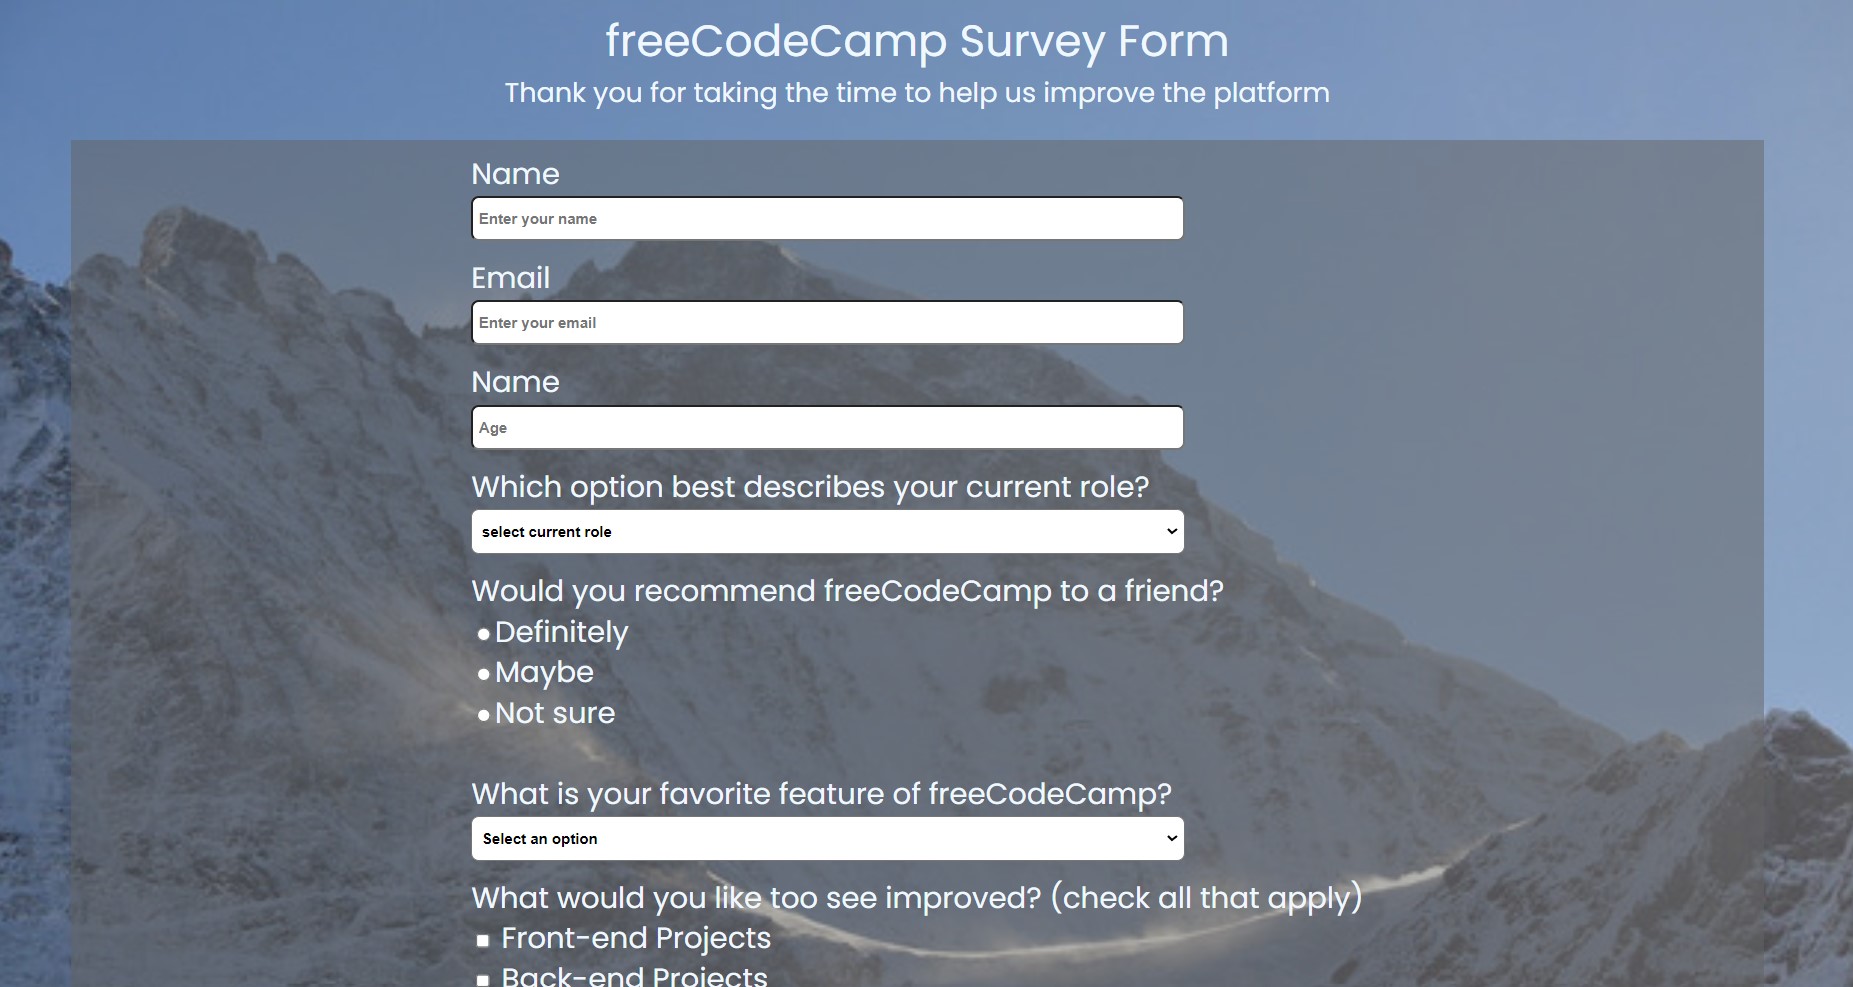 freeCodeCamp Survey Form
Thank you for taking the time to help us improve the platform
Name
Enter your name
Email
Enter your email
Name
Age
Which option best describes your current role?
select current role
Would you recommend freeCodeCamp to a friend?
Definitely
Maybe
Not sure
What is your favorite feature of freeCodeCamp?
Select an option
What would you like too see improved? (check all that apply)
Front-end Projects
Back-end Projects